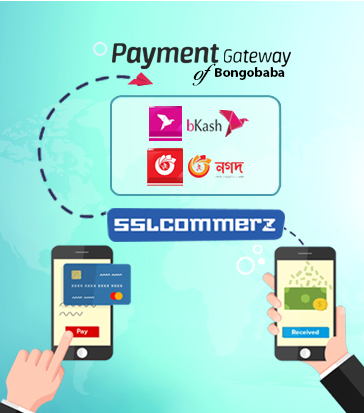 Payment Gateway
of Bongobaba
bKash
নগদ
SSLCOMMERZ
Pay
Received